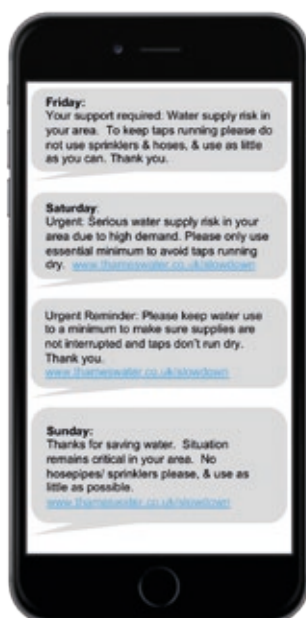 Friday:
Your support required. Water supply risk in
your area.  To keep taps running please do
not use sprinklers & hoses, & use as little
as you can. Thank you.
Saturday:
Urgent: Serious water supply risk in your
area due to high demand. Please only use
essential minimum to avoid taps running
dry.  www.thameswater.co.uk/slowdown
Urgent Reminder: Please keep water use
to a minimum to make sure supplies are
not interrupted and taps don't run dry.
Thank you.
www.thameswater.co.uk/slowdown
Sunday:
Thanks for saving water.  Situation
remains critical in your area.  No
hosepipes/ sprinklers please, & use as
little as possible.
www.thameswater.co.uk/slowdown